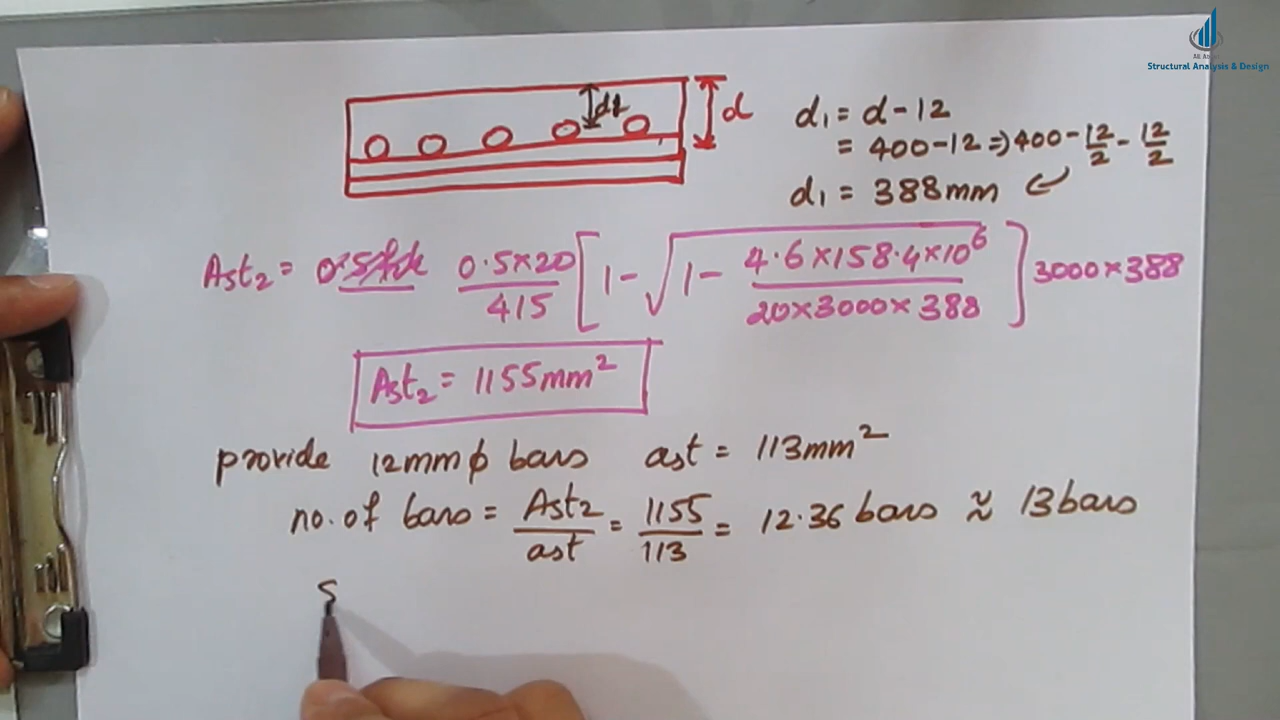 All About
Structural Analysis & Design
d1
d
d1 = d - 12
= 400 - 12 ⇒ 400 - 12/2 - 12/2
d1 = 388mm
Ast2 = 0.5×20/415 [1 - √(1 - 4.6×158.4×10^6/20×3000×388)] 3000×388
Ast2 = 1155mm²
provide 12mmϕ bars ast = 113mm²
no. of bars = Ast2/ast = 1155/113 = 12.36 bars ≈ 13bars
S